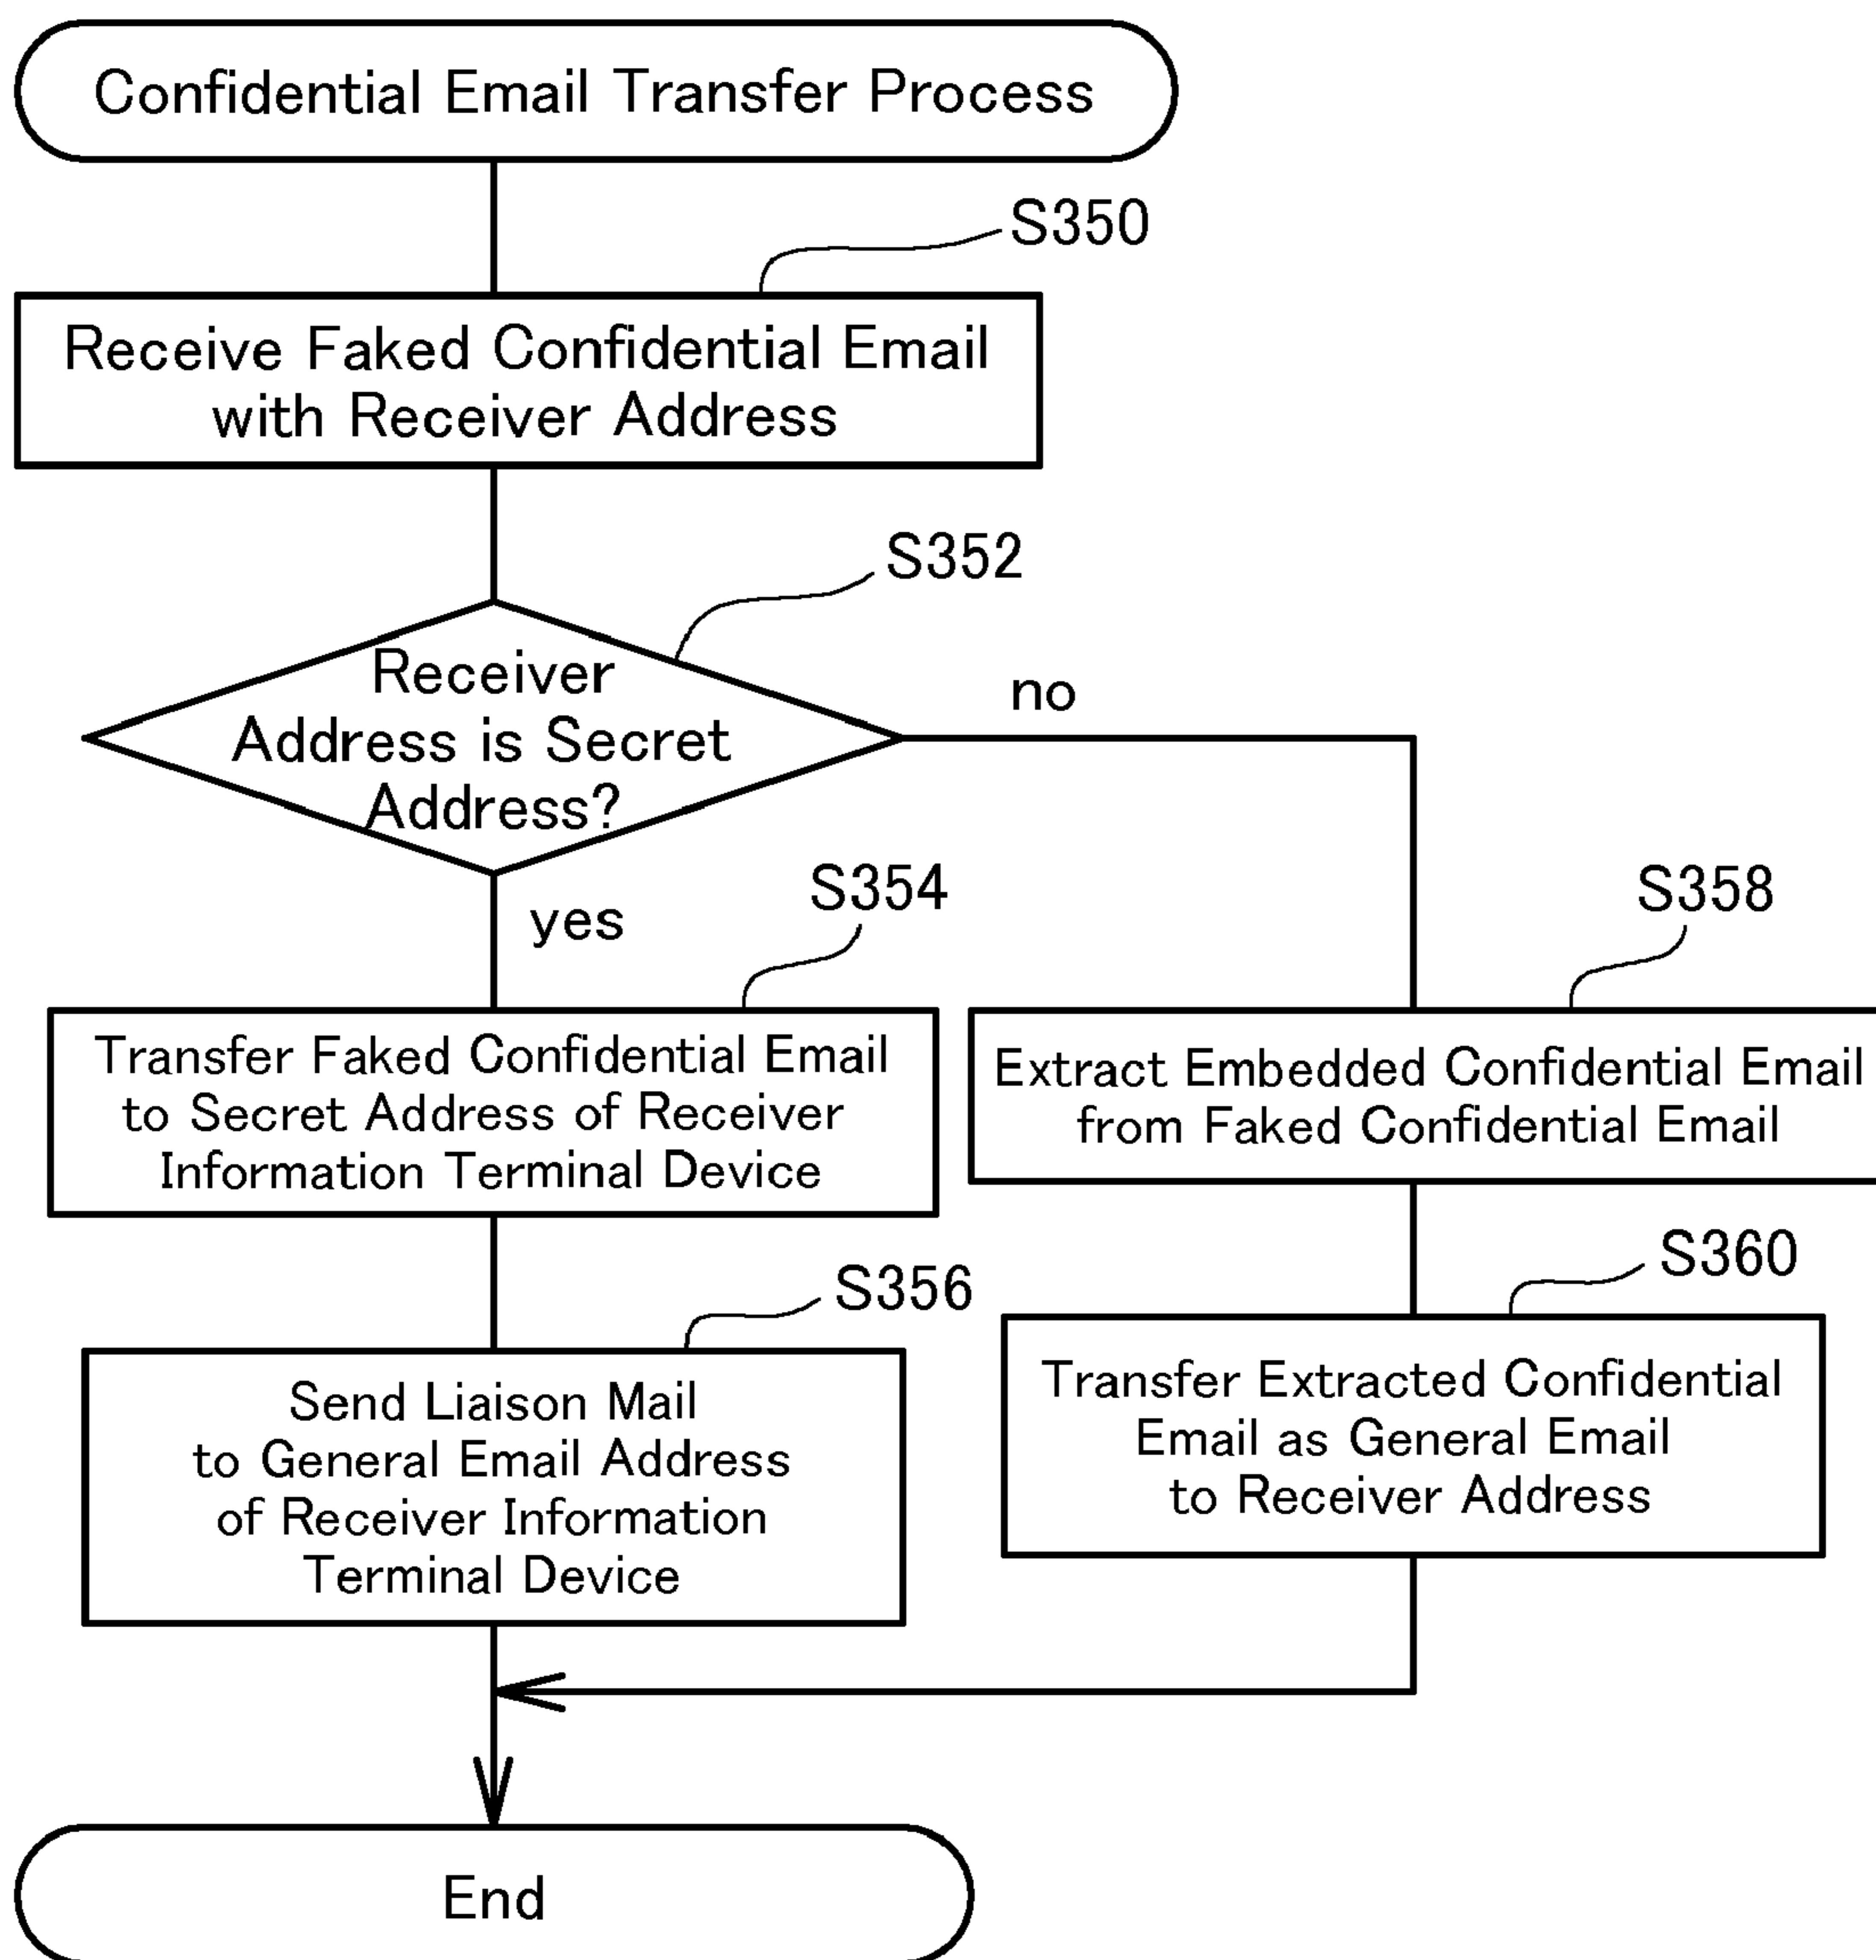 Confidential Email Transfer Process
S350
Receive Faked Confidential Email
with Receiver Address
S352
Receiver
Address is Secret
Address?
no
yes
S354
Transfer Faked Confidential Email
to Secret Address of Receiver
Information Terminal Device
S358
Extract Embedded Confidential Email
from Faked Confidential Email
S356
Send Liaison Mail
to General Email Address
of Receiver Information
Terminal Device
S360
Transfer Extracted Confidential
Email as General Email
to Receiver Address
End